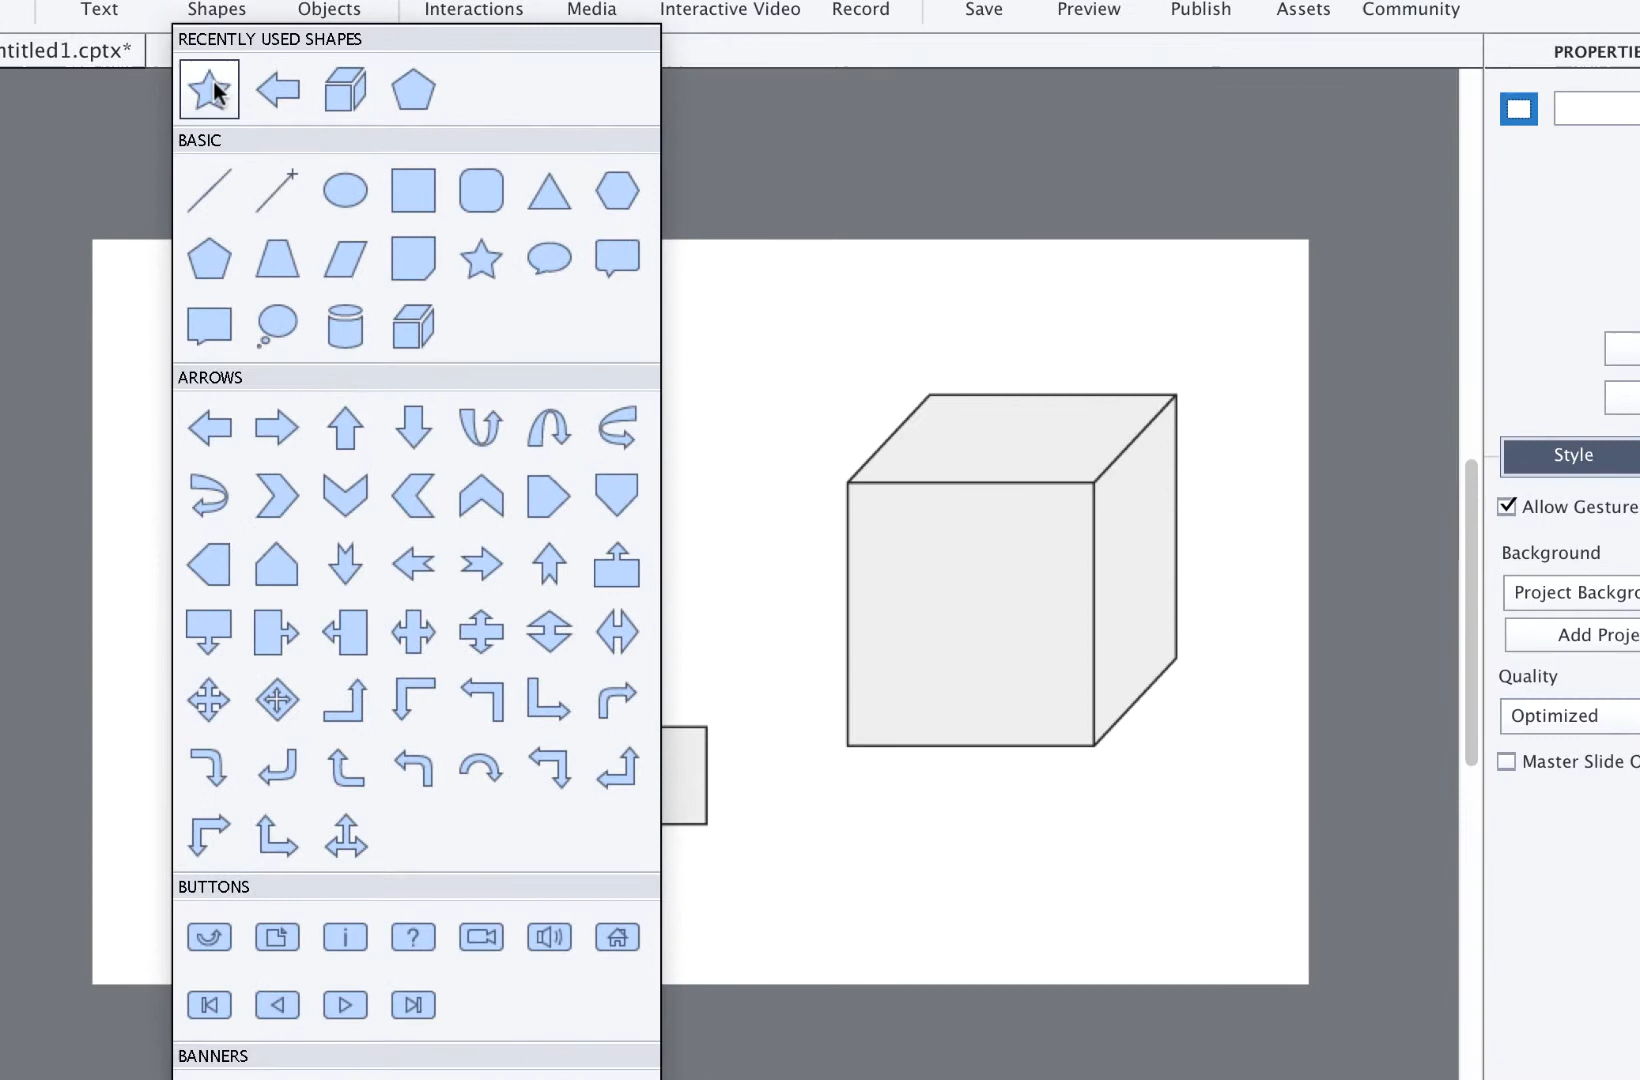 Text Shapes Objects Interactions Media Interactive Video Record Save Preview Publish Assets Community
ntitled1.cptx*
PROPERTIE
RECENTLY USED SHAPES
BASIC
ARROWS
BUTTONS
i ?
BANNERS
Style
Allow Gesture
Background
Project Backgro
Add Proje
Quality
Optimized
Master Slide O